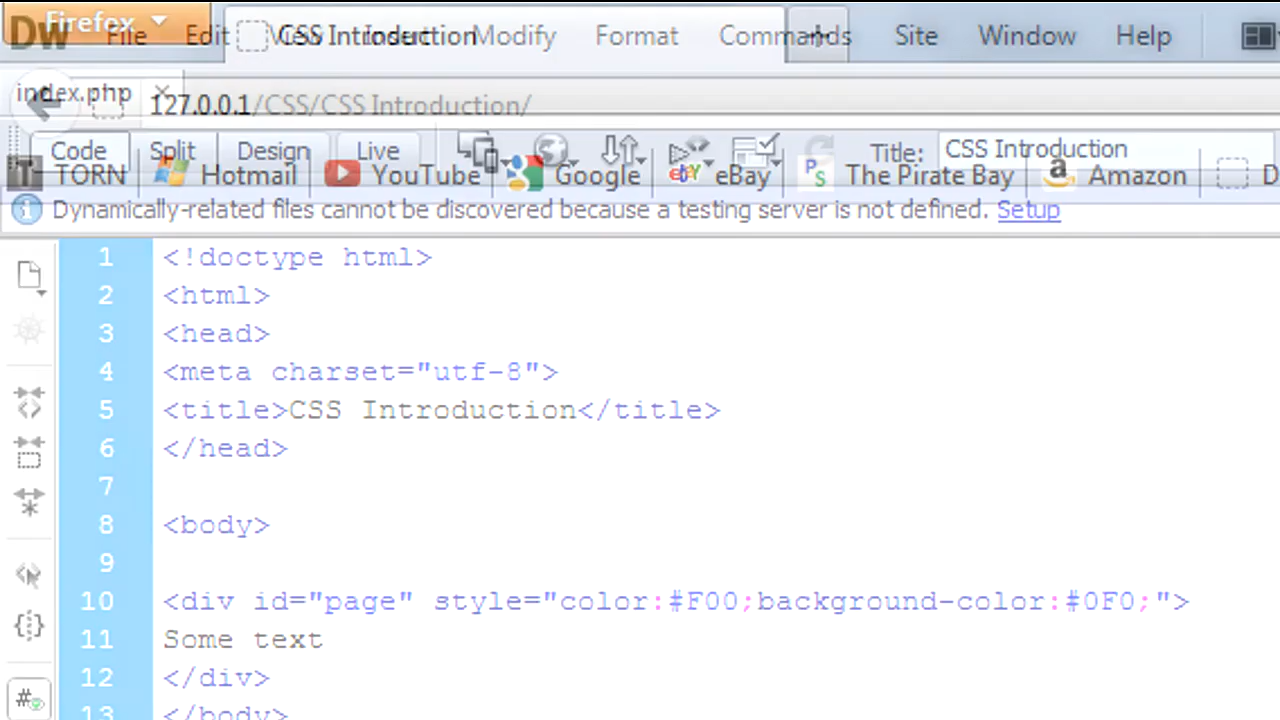 Firefox
DW File Edit View Insert Modify Format Commands Site Window Help
CSS Introduction
index.php ×
127.0.0.1/CSS/CSS Introduction/
Code Split Design Live Title: CSS Introduction
TORN Hotmail YouTube Google eBay The Pirate Bay Amazon D
Dynamically-related files cannot be discovered because a testing server is not defined. Setup
1 <!doctype html>
2 <html>
3 <head>
4 <meta charset="utf-8">
5 <title>CSS Introduction</title>
6 </head>
7
8 <body>
9
10 <div id="page" style="color:#F00;background-color:#0F0;">
11 Some text
12 </div>
13 </body>